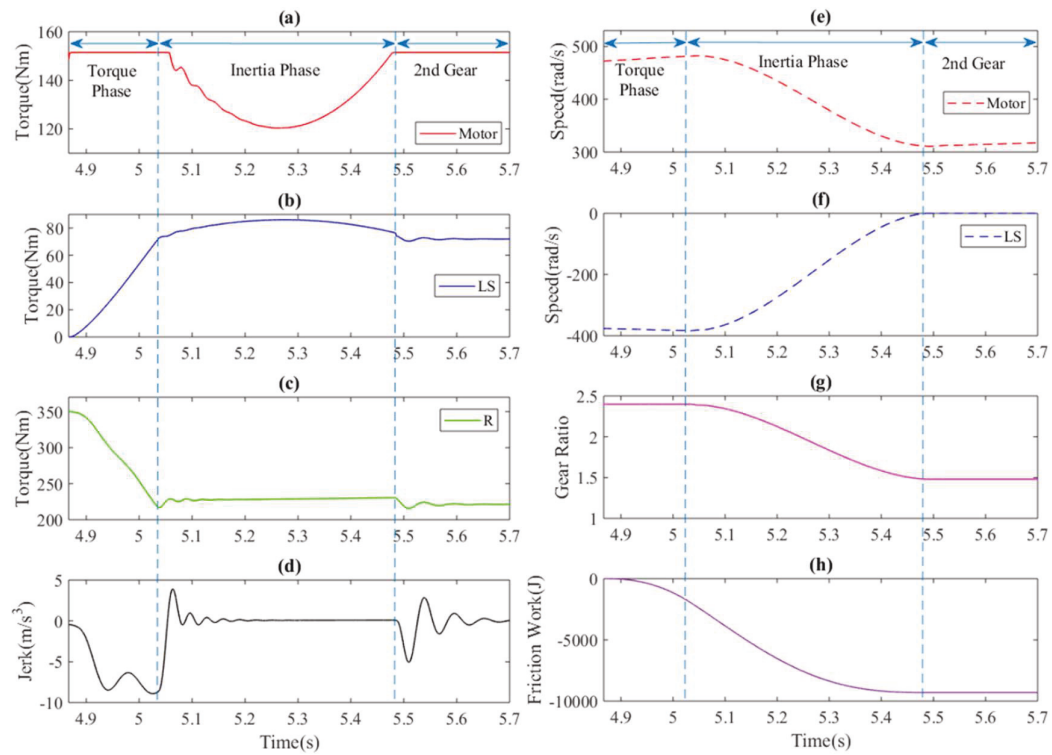 (a)
160
140
120
Torque(Nm)
Torque
Phase
Inertia Phase
2nd Gear
Motor
4.9 5 5.1 5.2 5.3 5.4 5.5 5.6 5.7
(b)
80
60
40
20
0
Torque(Nm)
LS
4.9 5 5.1 5.2 5.3 5.4 5.5 5.6 5.7
(c)
350
300
250
200
Torque(Nm)
R
4.9 5 5.1 5.2 5.3 5.4 5.5 5.6 5.7
(d)
5
0
-5
-10
Jerk(m/s³)
4.9 5 5.1 5.2 5.3 5.4 5.5 5.6 5.7
Time(s)
(e)
500
400
300
Speed(rad/s)
Torque
Phase
Inertia Phase
2nd Gear
Motor
4.9 5 5.1 5.2 5.3 5.4 5.5 5.6 5.7
(f)
0
-200
-400
Speed(rad/s)
LS
4.9 5 5.1 5.2 5.3 5.4 5.5 5.6 5.7
(g)
2.5
2
1.5
1
Gear Ratio
4.9 5 5.1 5.2 5.3 5.4 5.5 5.6 5.7
(h)
0
-5000
-10000
Friction Work(J)
4.9 5 5.1 5.2 5.3 5.4 5.5 5.6 5.7
Time(s)